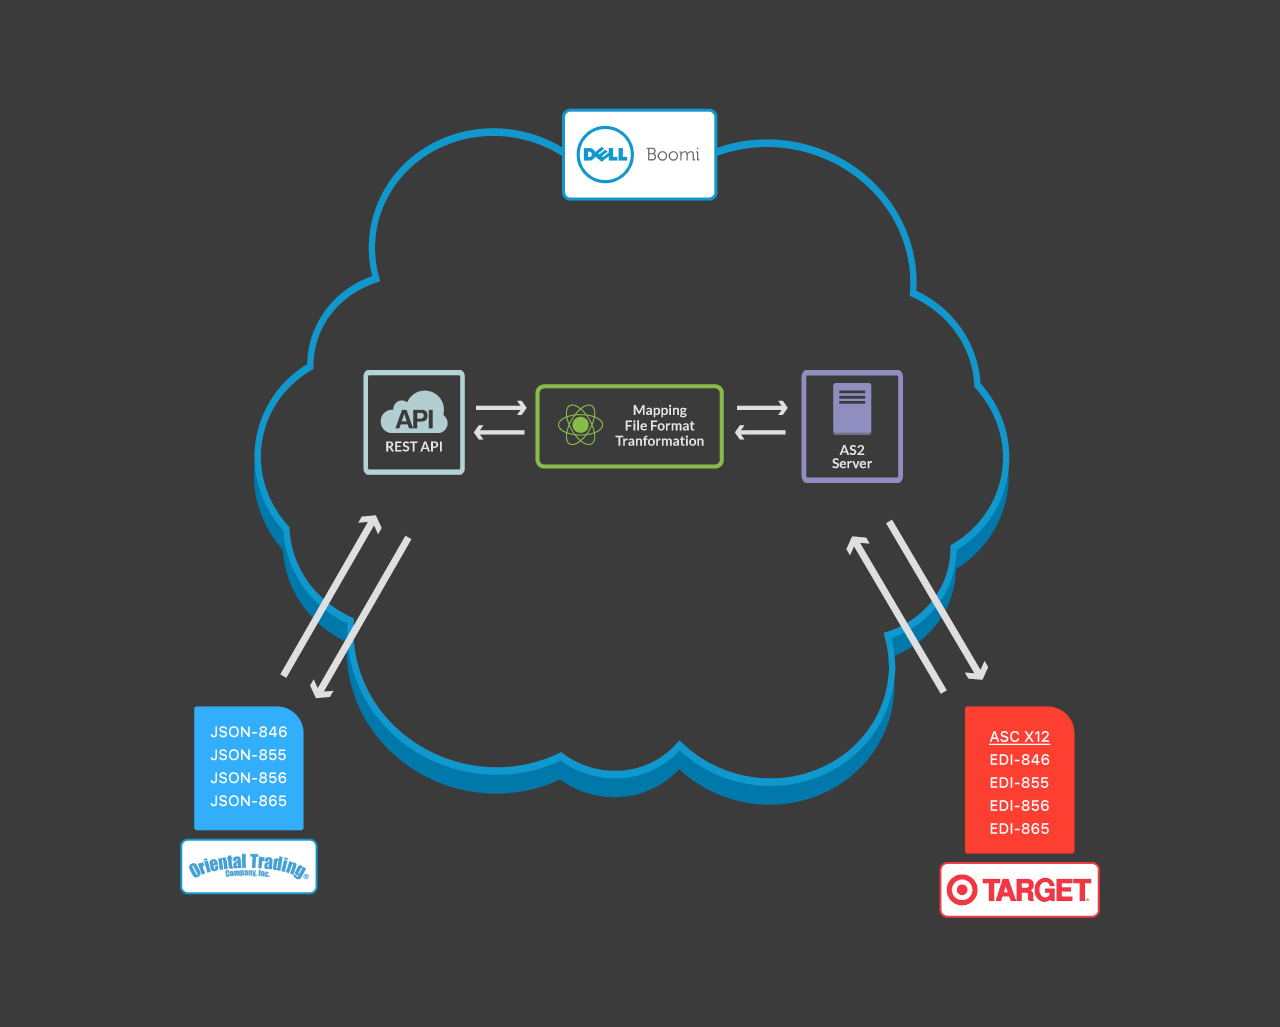 DELL Boomi
API
REST API
Mapping
File Format
Tranformation
AS2
Server
JSON-846
JSON-855
JSON-856
JSON-865
Oriental Trading
Company, Inc.®
ASC X12
EDI-846
EDI-855
EDI-856
EDI-865
TARGET